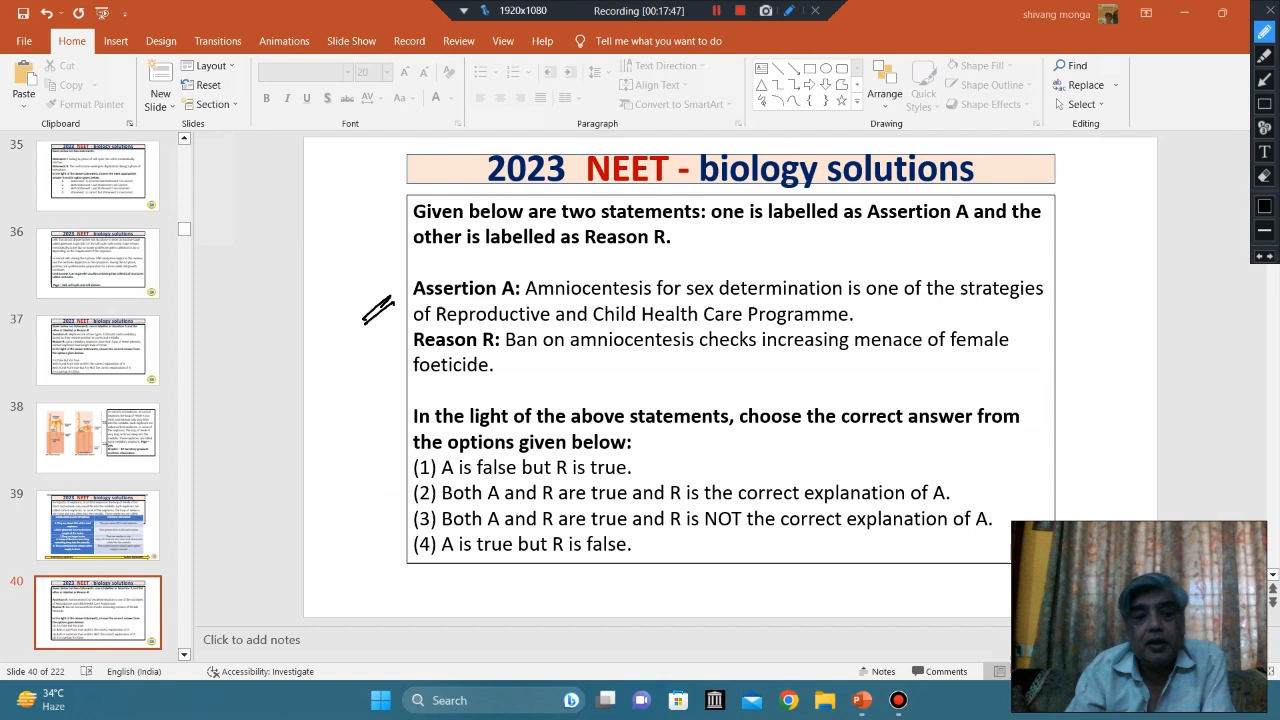 1920x1080
Recording (00:17:47)
shivang monga
File Home Insert Design Transitions Animations Slide Show Record Review View Help Tell me what you want to do
Paste
Cut
Copy
Format Painter
Clipboard
New Slide
Layout
Reset
Section
Slides
20
Font
Text Direction
Align Text
Convert to SmartArt
Paragraph
Arrange
Quick Styles
Shape Fill
Shape Outline
Shape Effects
Drawing
Find
Replace
Select
Editing
35
36
37
38
39
40
2023 NEET - biology solutions
Given below are two statements: one is labelled as Assertion A and the
other is labelled as Reason R.
Assertion A: Amniocentesis for sex determination is one of the strategies
of Reproductive and Child Health Care Programme.
Reason R: Ban on amniocentesis checks increasing menace of female
foeticide.
In the light of the above statements, choose the correct answer from
the options given below:
(1) A is false but R is true.
(2) Both A and R are true and R is the correct explanation of A.
(3) Both A and R are true and R is NOT the correct explanation of A.
(4) A is true but R is false.
Click to add notes
Slide 40 of 222 English (India) Accessibility: Investigate Notes Comments
34°C
Haze
Search